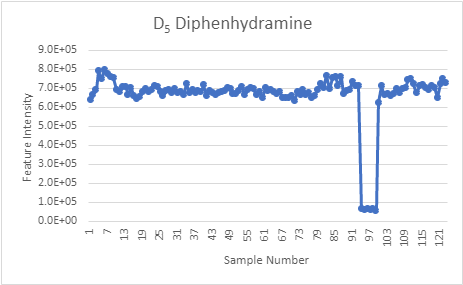 D₅ Diphenhydramine
9.0E+05
8.0E+05
7.0E+05
6.0E+05
5.0E+05
4.0E+05
3.0E+05
2.0E+05
1.0E+05
0.0E+00
Feature Intensity
1 7 13 19 25 31 37 43 49 55 61 67 73 79 85 91 97 103 109 115 121
Sample Number